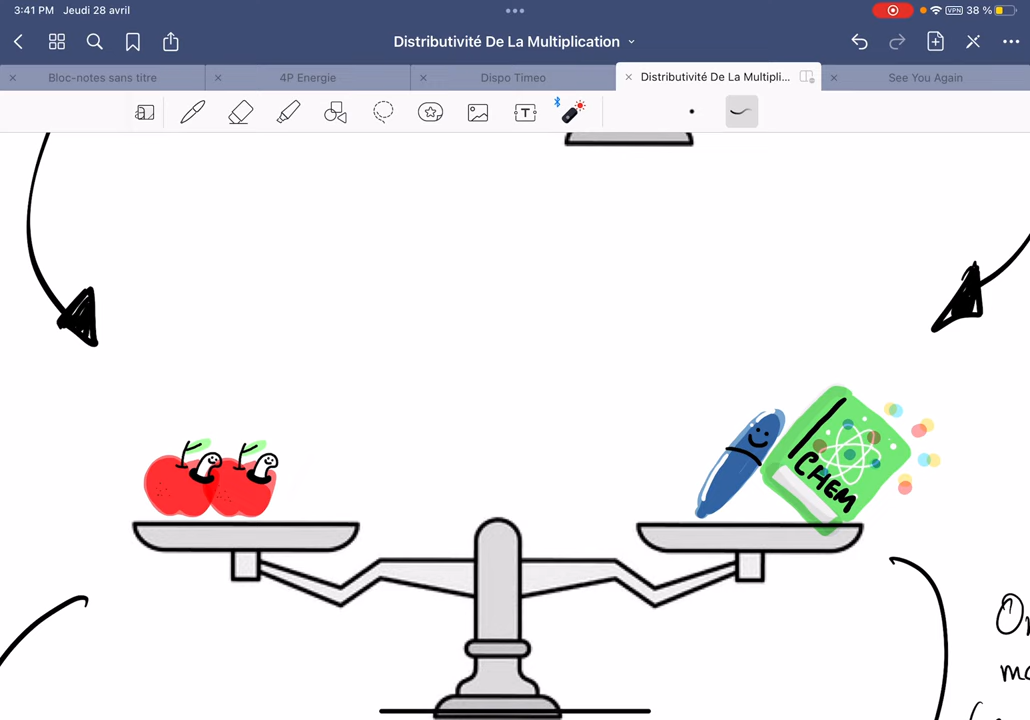 3:41 PM Jeudi 28 avril
VPN 38 %
Distributivité De La Multiplication
Bloc-notes sans titre
4P Energie
Dispo Timeo
Distributivité De La Multipli...
See You Again
T
CHEM